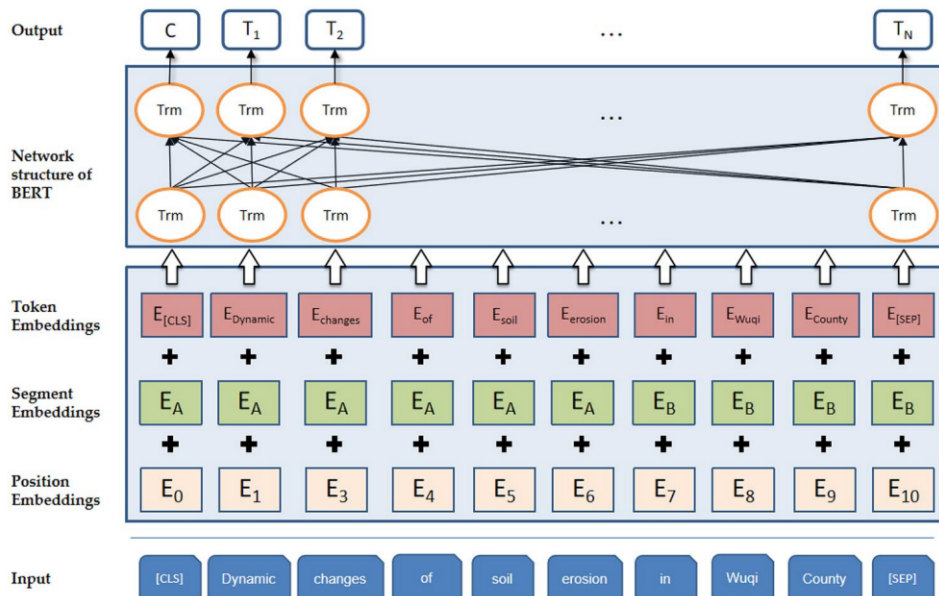 Output C T1 T2 ... TN
Trm Trm Trm ... Trm
Network
structure of
BERT
Trm Trm Trm ... Trm
Token
Embeddings
E[CLS] EDynamic Echanges Eof Esoil Eerosion Ein EWuqi ECounty E[SEP]
+ + + + + + + + + +
Segment
Embeddings
EA EA EA EA EA EA EB EB EB EB
+ + + + + + + + + +
Position
Embeddings
E0 E1 E3 E4 E5 E6 E7 E8 E9 E10
Input [CLS] Dynamic changes of soil erosion in Wuqi County [SEP]